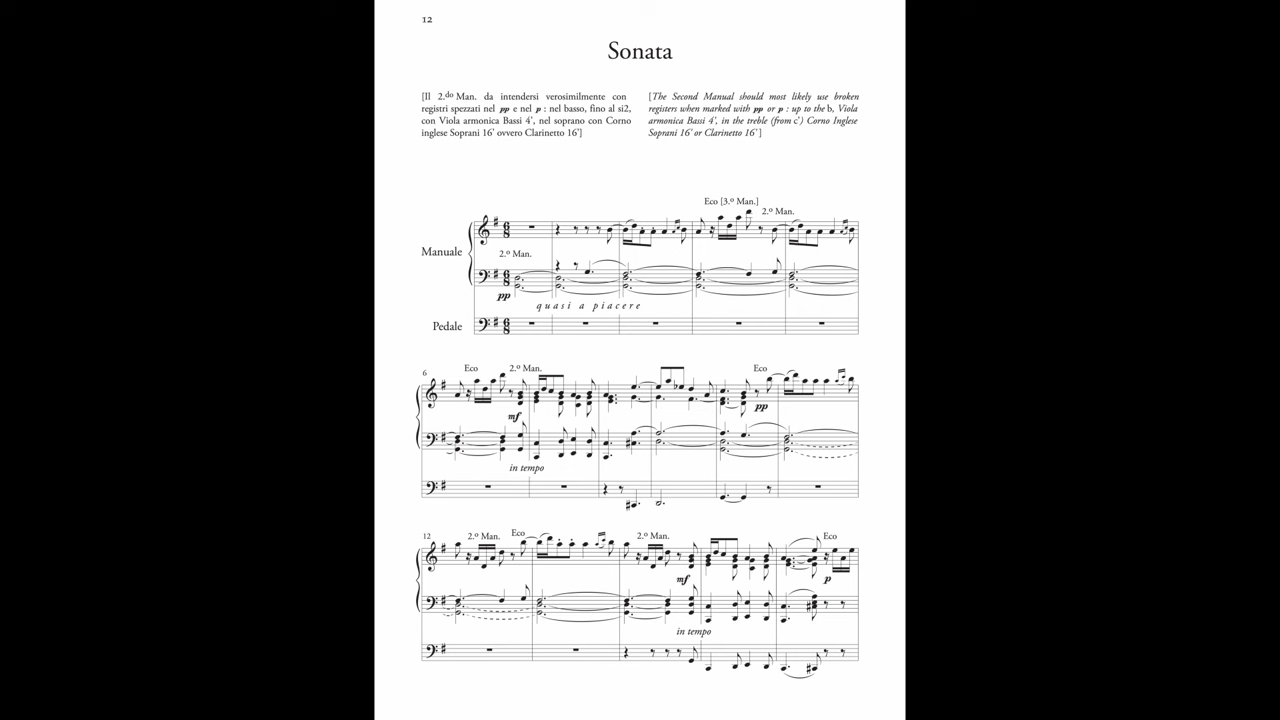 12
Sonata
[Il 2.do Man. da intendersi verosimilmente con
registri spezzati nel pp e nel p : nel basso, fino al si2,
con Viola armonica Bassi 4’, nel soprano con Corno
inglese Soprani 16’ ovvero Clarinetto 16’]
[The Second Manual should most likely use broken
registers when marked with pp or p : up to the b, Viola
armonica Bassi 4’, in the treble (from c’) Corno Inglese
Soprani 16’ or Clarinetto 16’ ]
Eco [3.º Man.]
2.º Man.
Manuale
2.º Man.
pp
quasi a piacere
Pedale
6
Eco
2.º Man.
Eco
mf
pp
in tempo
12
2.º Man.
Eco
2.º Man.
Eco
mf
p
in tempo